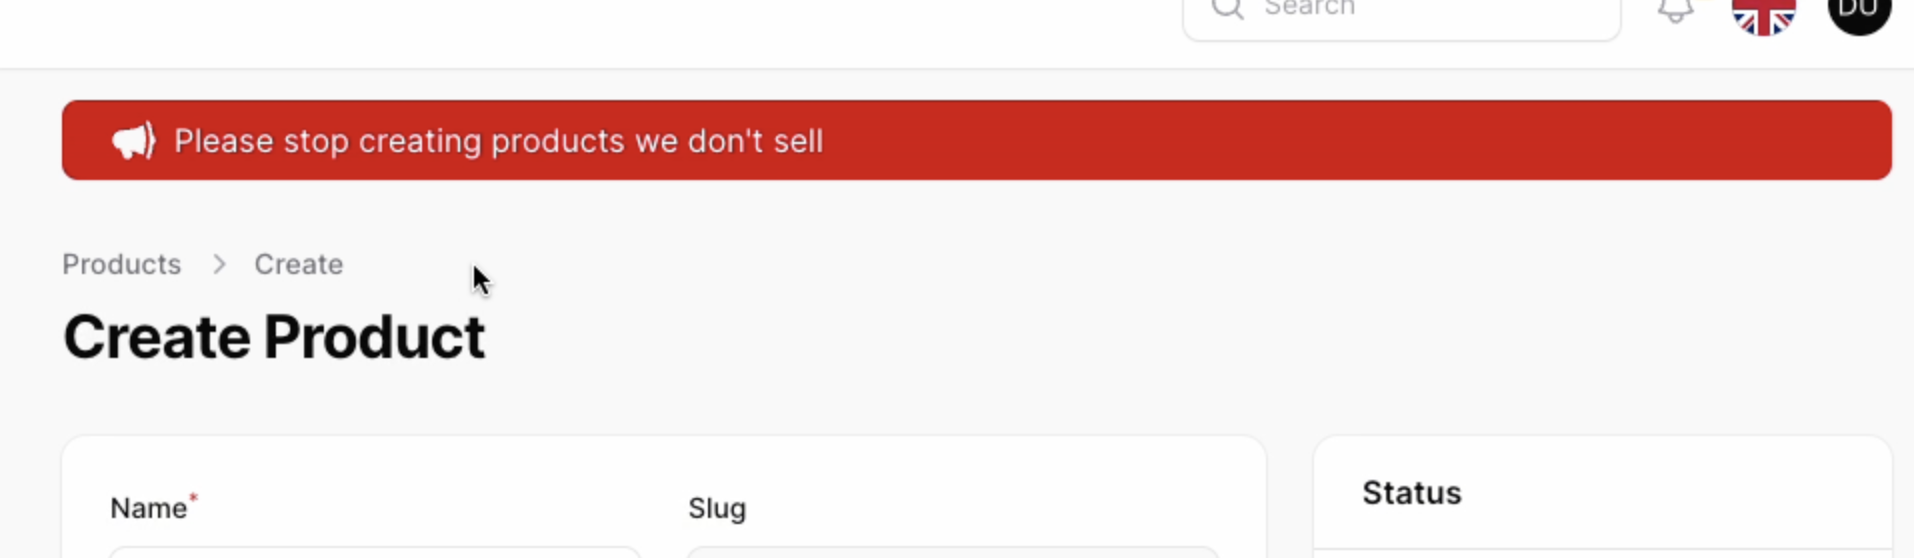 Search
DU
Please stop creating products we don't sell
Products > Create
Create Product
Name*
Slug
Status